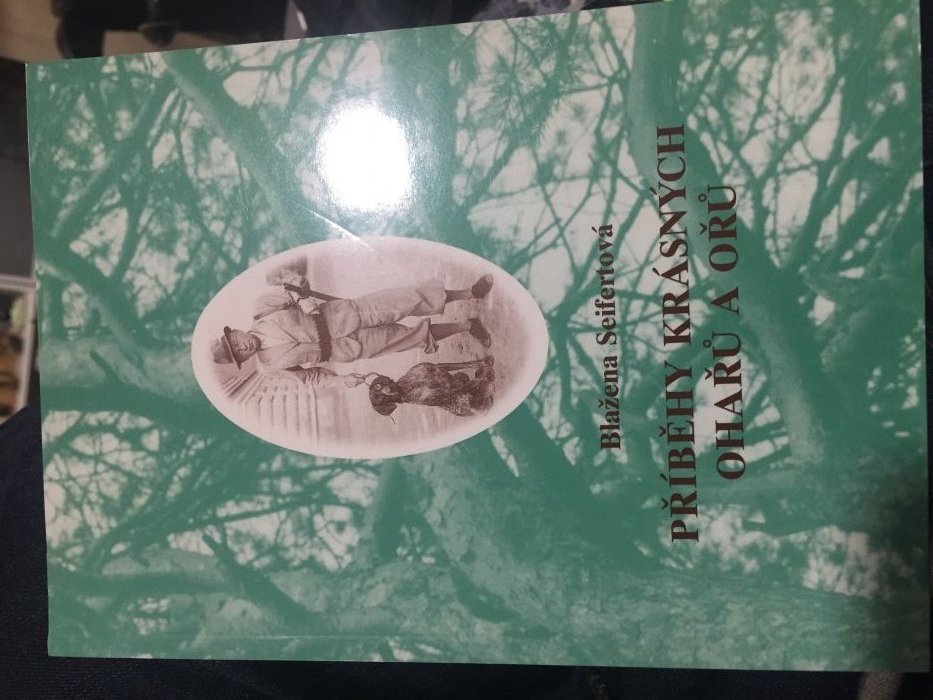 Blažena Seifertová
PŘÍBĚHY KRÁSNÝCH
OHAŘŮ A OŘŮ